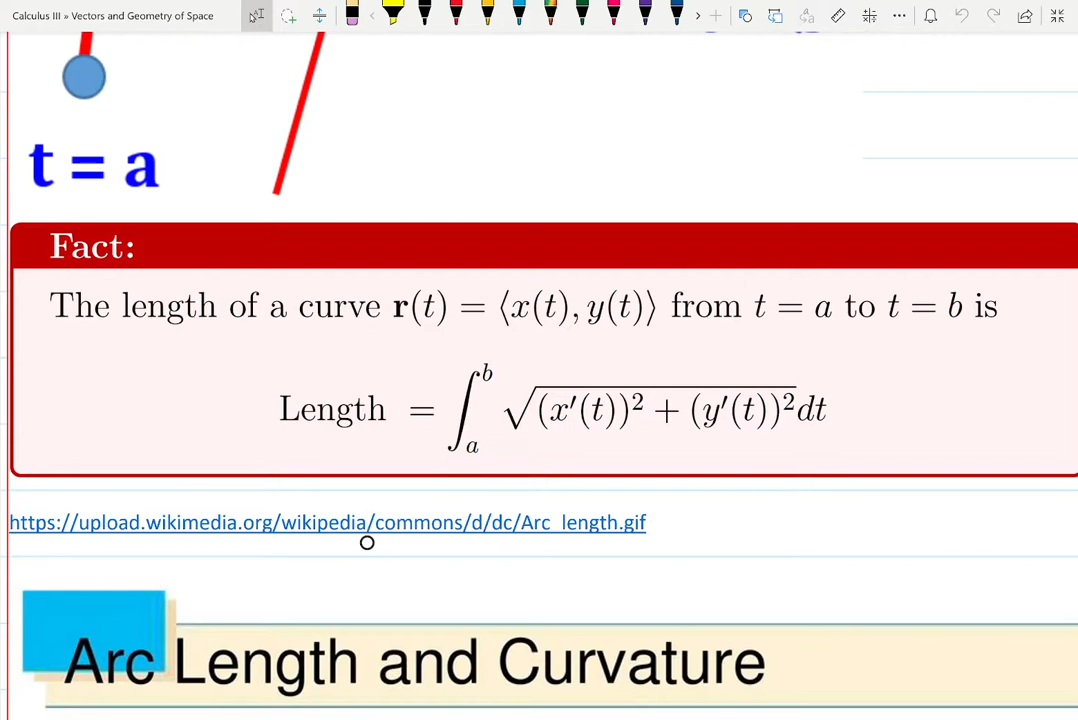 Calculus III » Vectors and Geometry of Space
t = a
Fact:
The length of a curve r(t) = ⟨x(t), y(t)⟩ from t = a to t = b is
Length = ∫_a^b √((x′(t))² + (y′(t))²) dt
https://upload.wikimedia.org/wikipedia/commons/d/dc/Arc_length.gif
Arc Length and Curvature